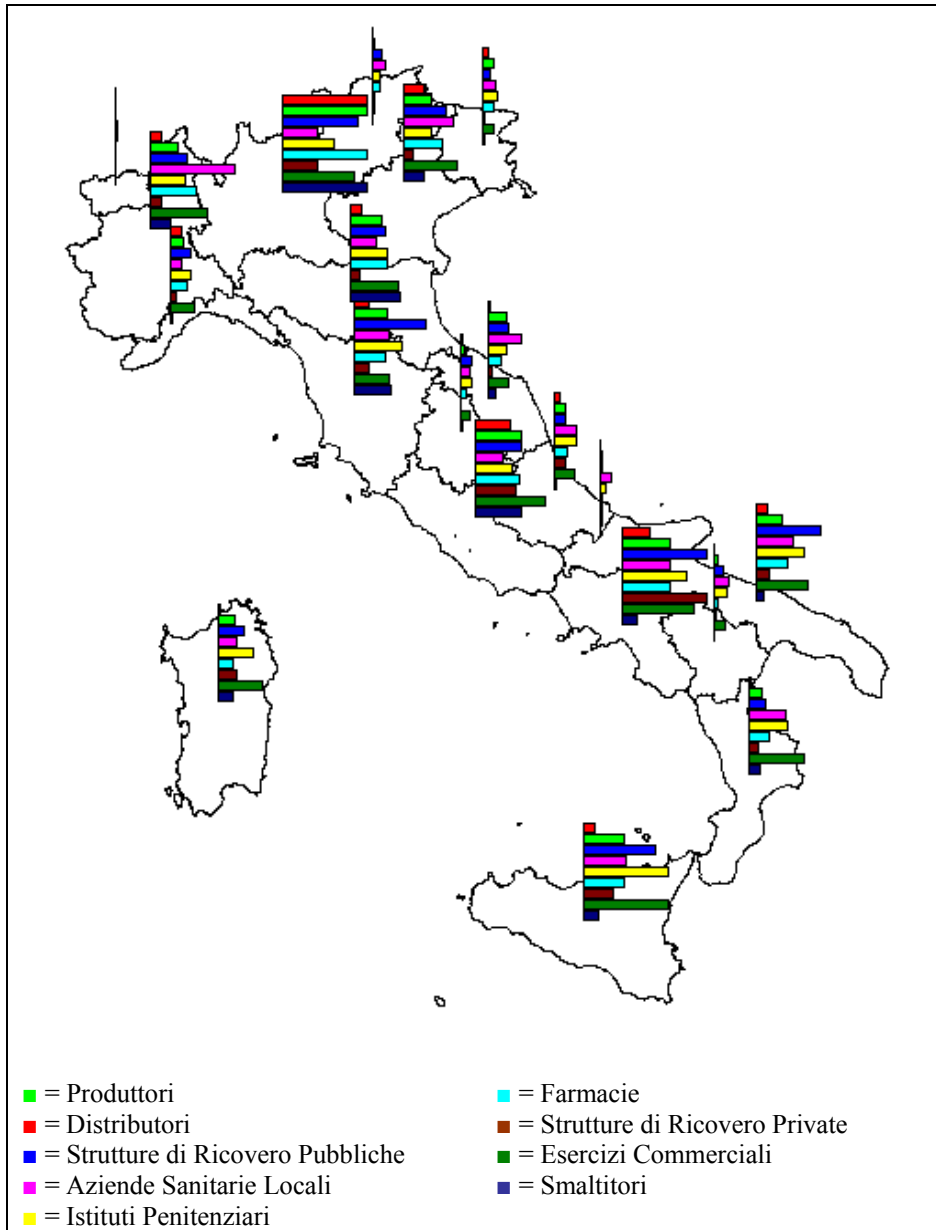 = Produttori
= Distributori
= Strutture di Ricovero Pubbliche
= Aziende Sanitarie Locali
= Istituti Penitenziari
= Farmacie
= Strutture di Ricovero Private
= Esercizi Commerciali
= Smaltitori